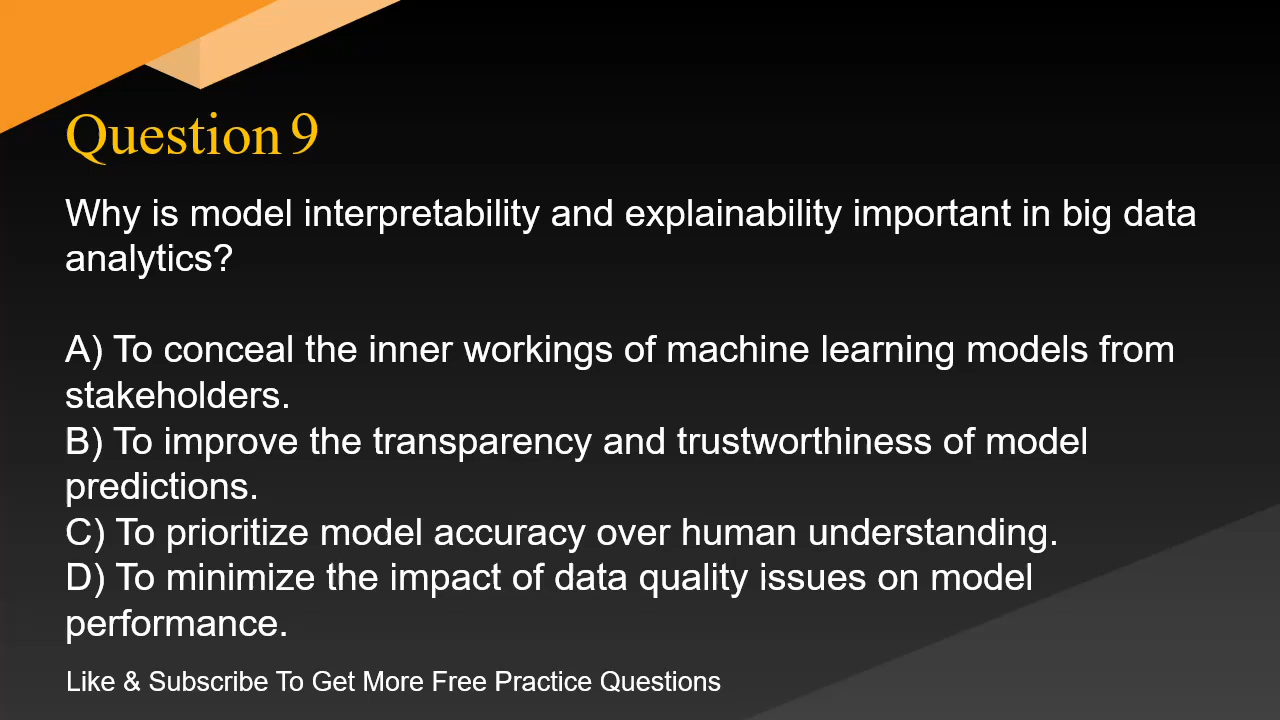 Question 9
Why is model interpretability and explainability important in big data
analytics?
A) To conceal the inner workings of machine learning models from
stakeholders.
B) To improve the transparency and trustworthiness of model
predictions.
C) To prioritize model accuracy over human understanding.
D) To minimize the impact of data quality issues on model
performance.
Like & Subscribe To Get More Free Practice Questions